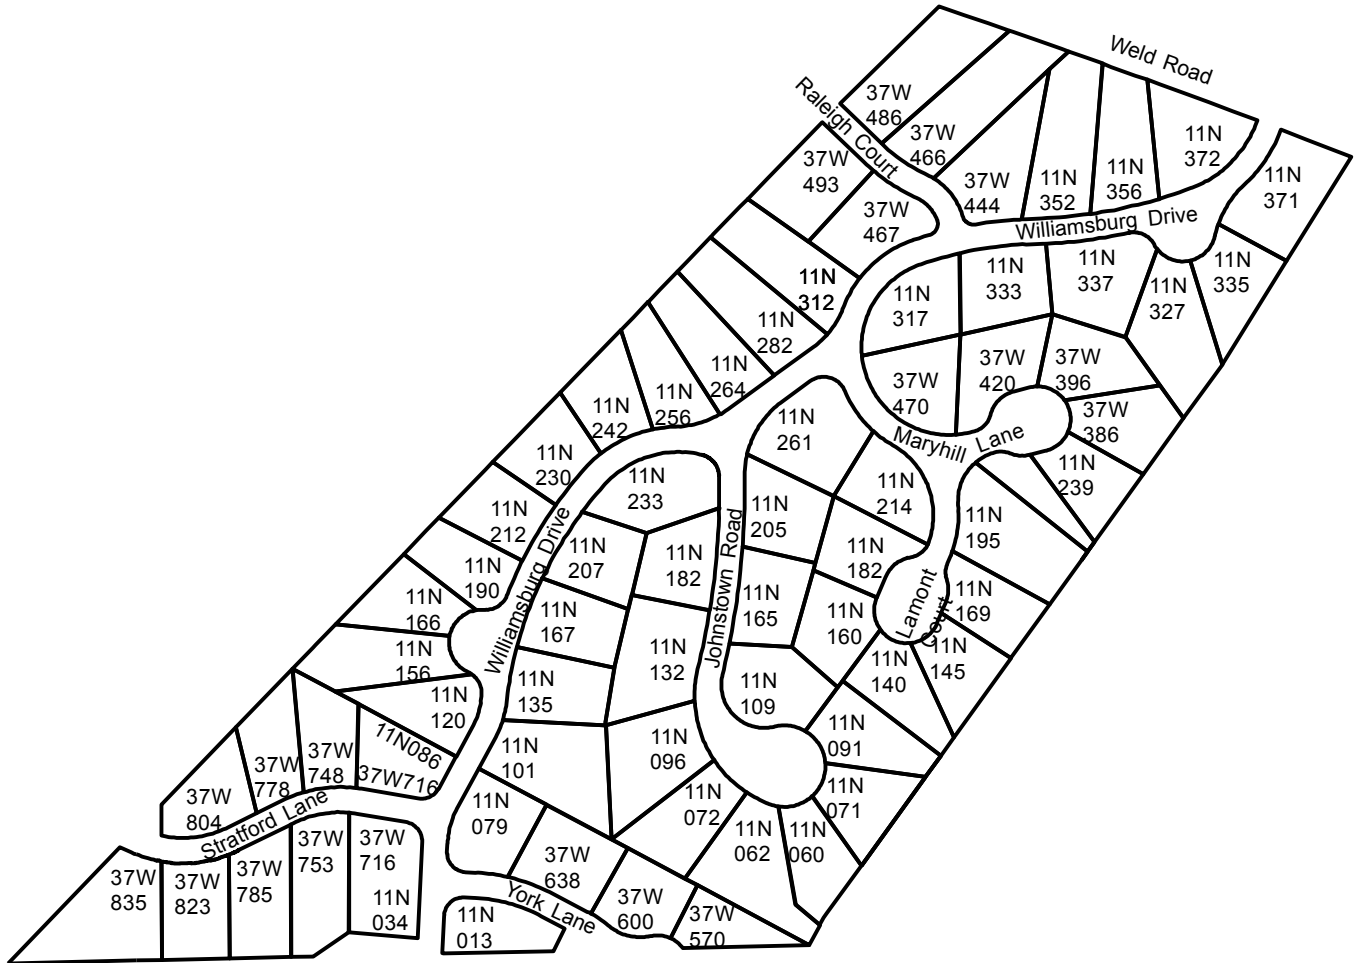 Weld Road
Raleigh Court
37W
486
37W
466
37W
493
37W
444
11N
352
11N
356
11N
372
11N
371
37W
467
Williamsburg Drive
11N
312
11N
333
11N
337
11N
327
11N
335
11N
317
11N
282
37W
420
37W
396
37W
470
11N
264
11N
256
11N
242
11N
261
Maryhill Lane
37W
386
11N
239
11N
230
11N
233
11N
214
11N
212
Williamsburg Drive
11N
207
11N
182
Johnstown Road
11N
205
11N
182
11N
195
11N
190
11N
166
11N
167
11N
165
11N
160
Lamont
Court
11N
169
11N
156
11N
135
11N
132
11N
109
11N
140
11N
145
11N
120
11N086
37W716
11N
101
11N
096
11N
091
37W
748
37W
778
37W
804
Stratford Lane
11N
079
11N
072
11N
071
11N
062
11N
060
37W
835
37W
823
37W
785
37W
753
37W
716
11N
034
37W
638
37W
600
37W
570
York Lane
11N
013